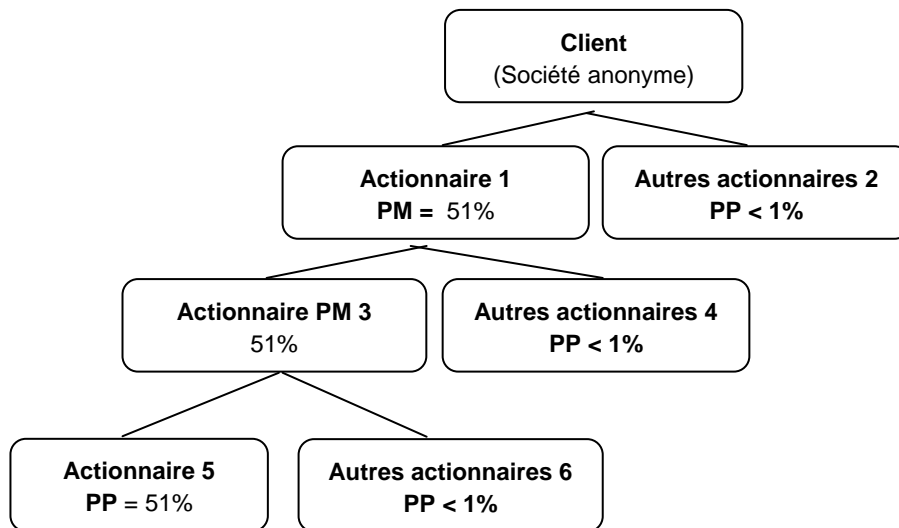 Client
(Société anonyme)
Actionnaire 1
PM = 51%
Autres actionnaires 2
PP < 1%
Actionnaire PM 3
51%
Autres actionnaires 4
PP < 1%
Actionnaire 5
PP = 51%
Autres actionnaires 6
PP < 1%